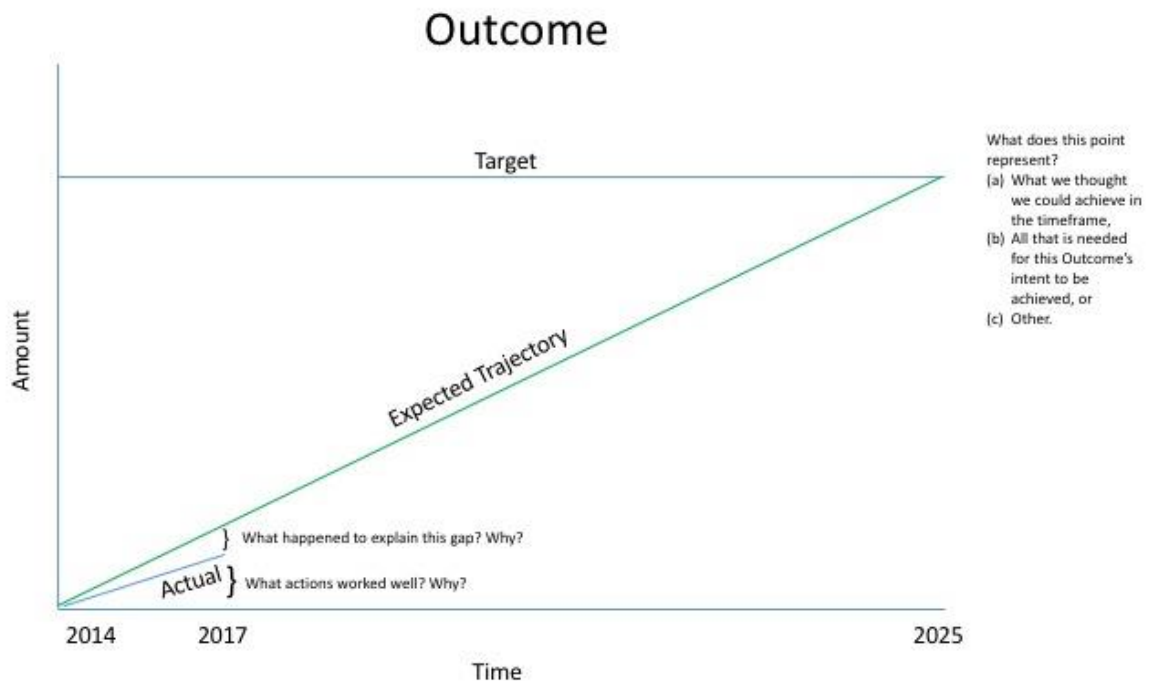 Outcome
Target
What does this point
represent?
(a) What we thought
we could achieve in
the timeframe,
(b) All that is needed
for this Outcome's
intent to be
achieved, or
(c) Other.
Amount
Expected Trajectory
} What happened to explain this gap? Why?
Actual
} What actions worked well? Why?
2014
2017
2025
Time